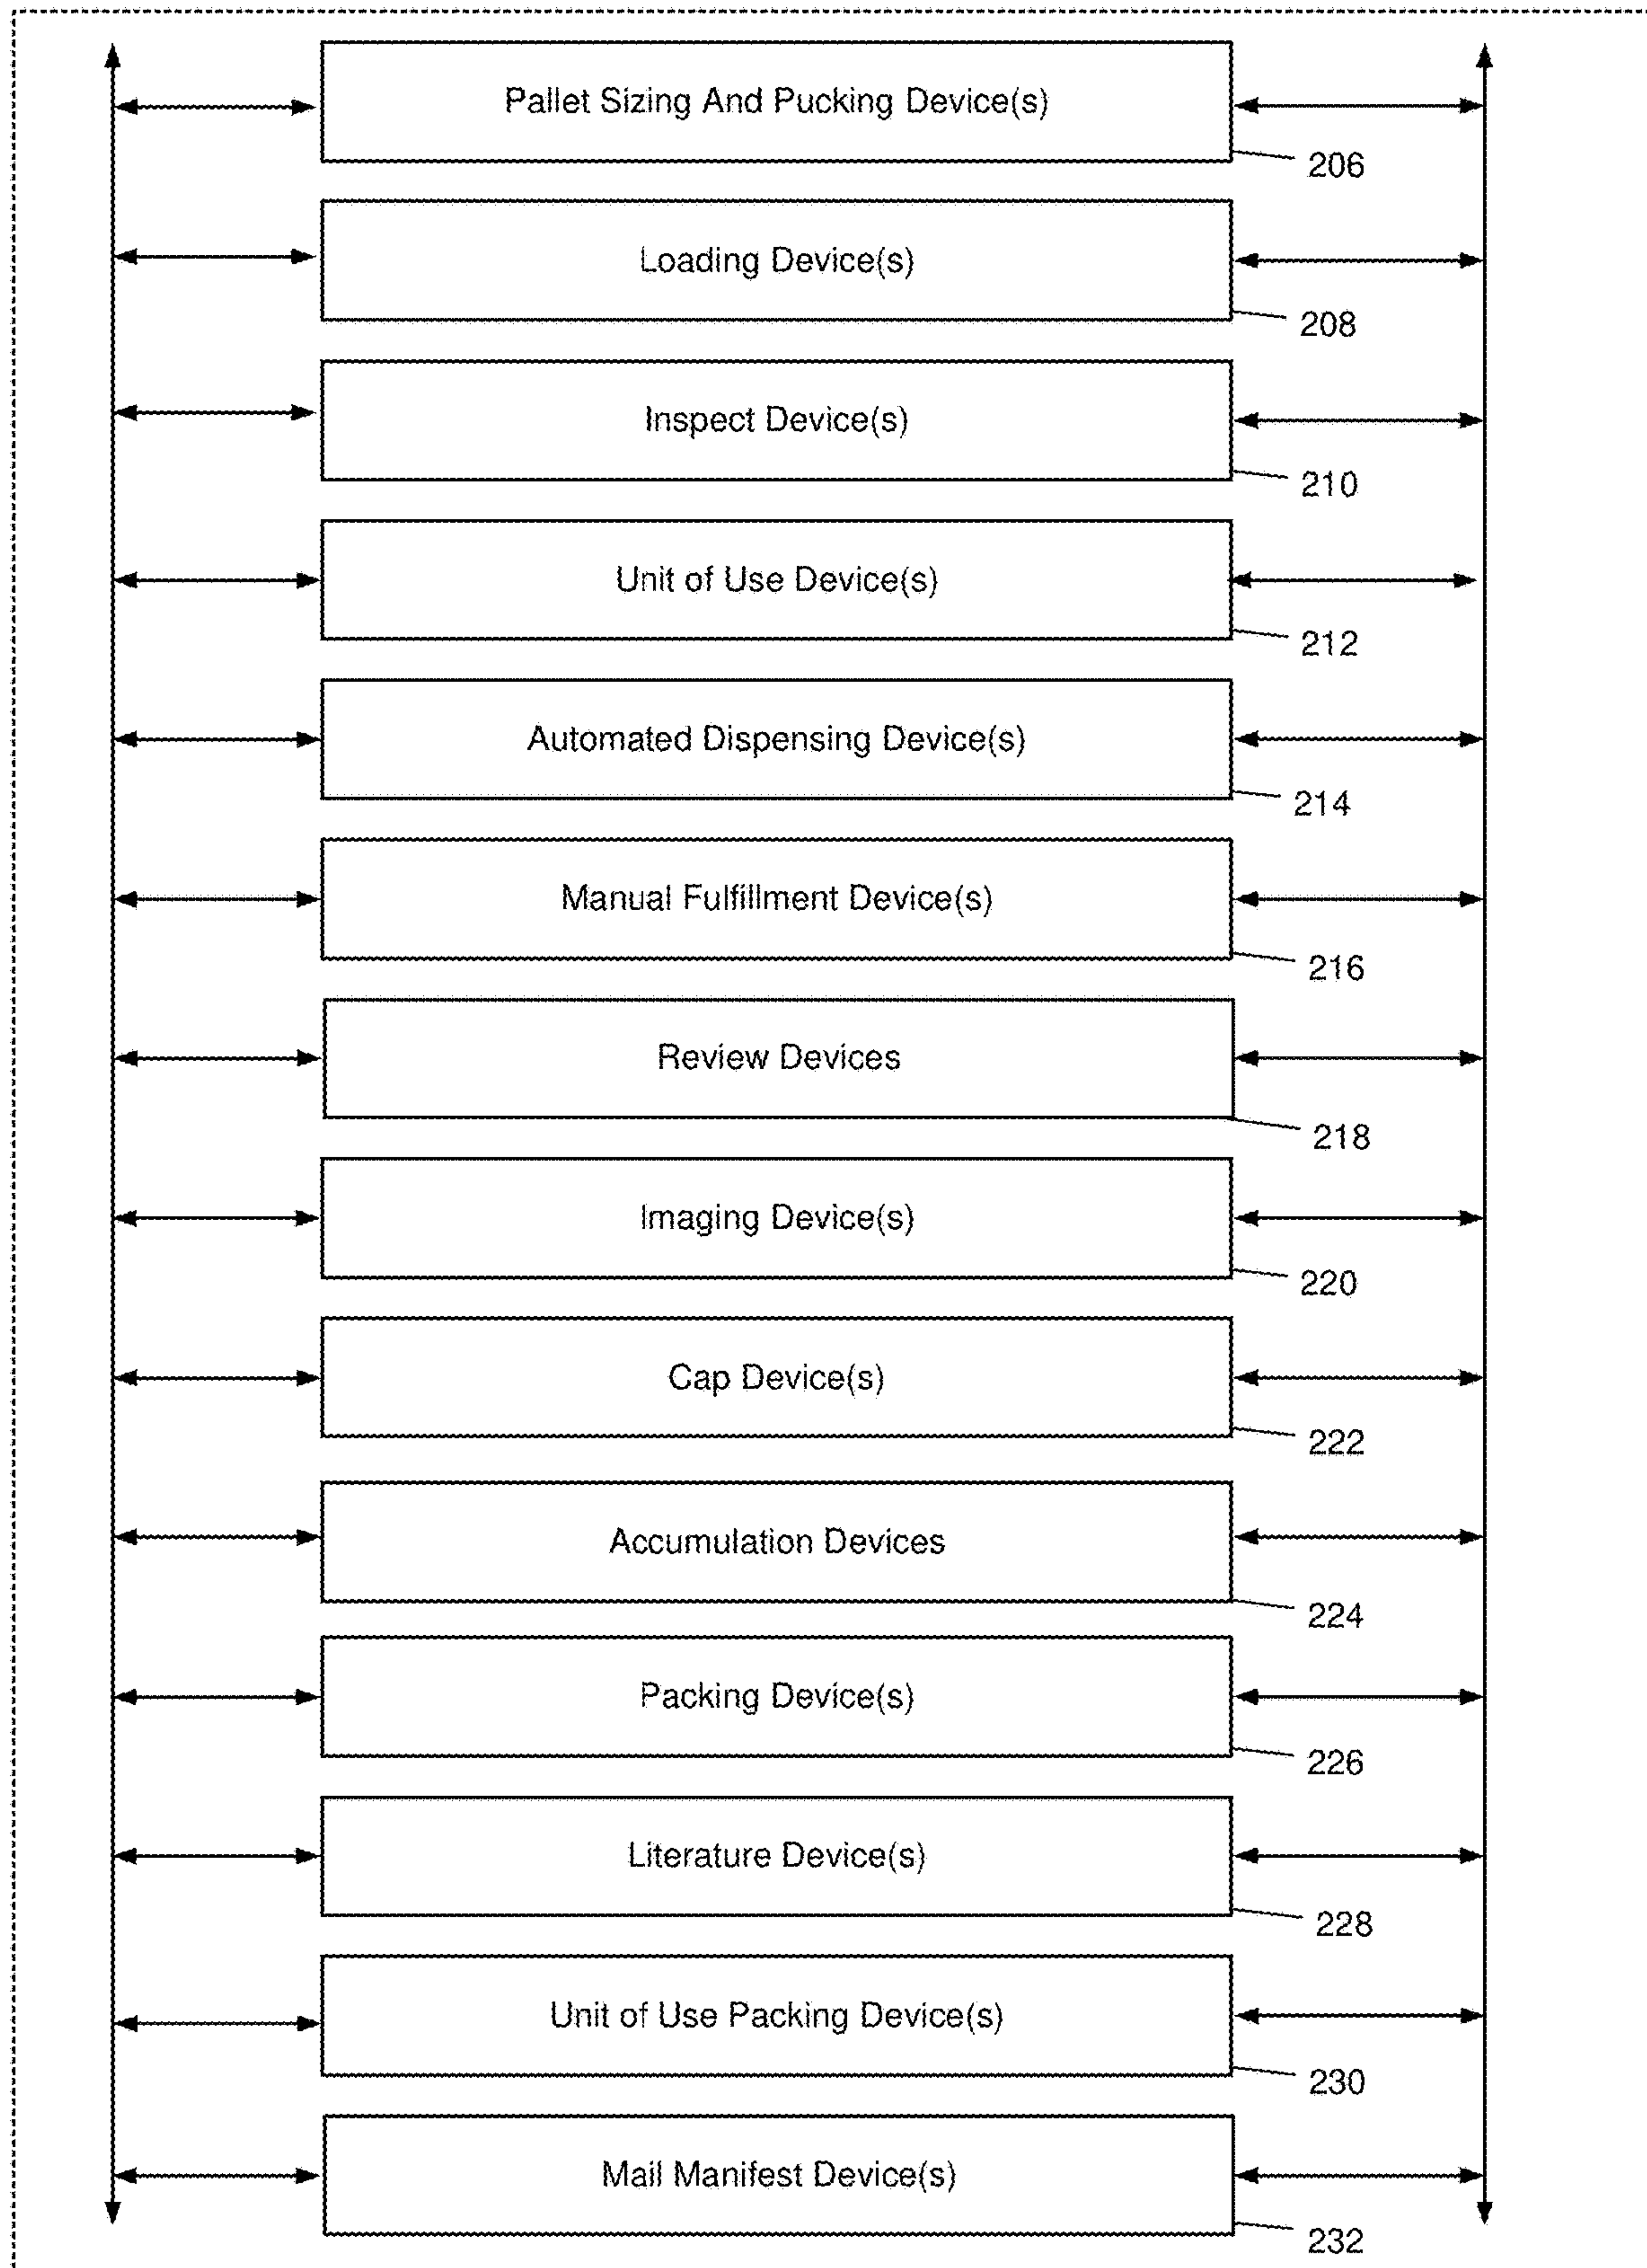 Pallet Sizing And Pucking Device(s)
206
Loading Device(s)
208
Inspect Device(s)
210
Unit of Use Device(s)
212
Automated Dispensing Device(s)
214
Manual Fulfillment Device(s)
216
Review Devices
218
Imaging Device(s)
220
Cap Device(s)
222
Accumulation Devices
224
Packing Device(s)
226
Literature Device(s)
228
Unit of Use Packing Device(s)
230
Mail Manifest Device(s)
232